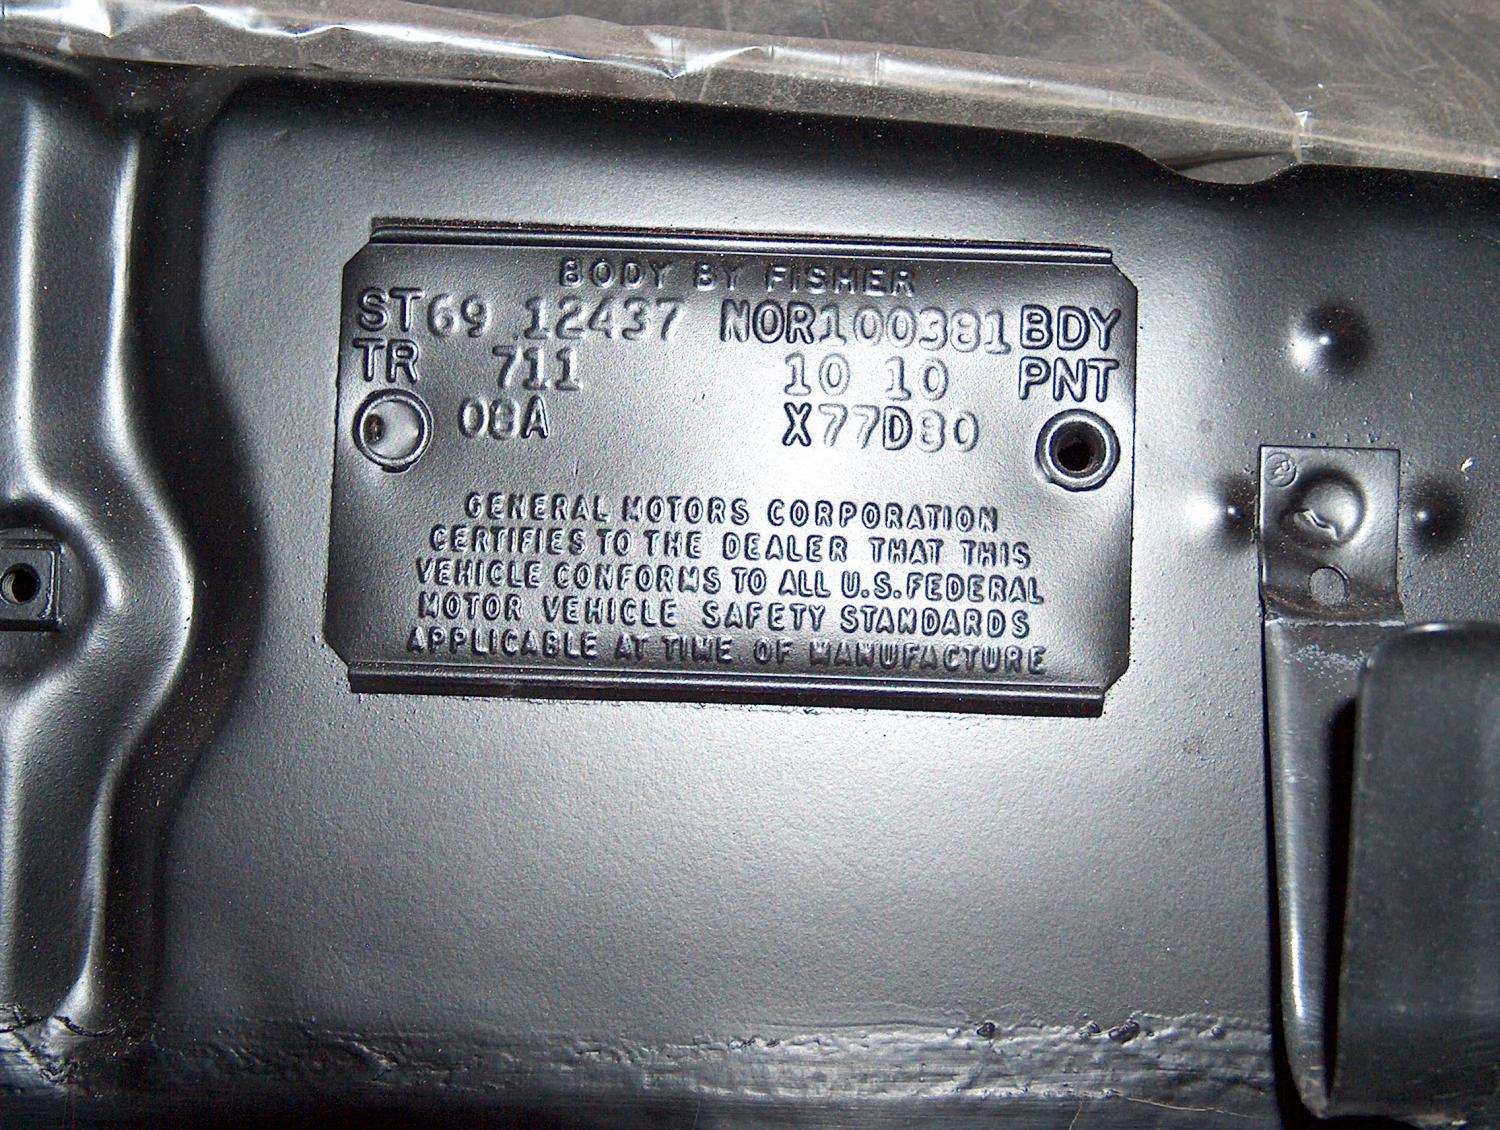 BODY BY FISHER
ST69 12437 NOR100381 BDY
TR 711 10 10 PNT
08A X77D80
GENERAL MOTORS CORPORATION
CERTIFIES TO THE DEALER THAT THIS
VEHICLE CONFORMS TO ALL U.S. FEDERAL
MOTOR VEHICLE SAFETY STANDARDS
APPLICABLE AT TIME OF MANUFACTURE